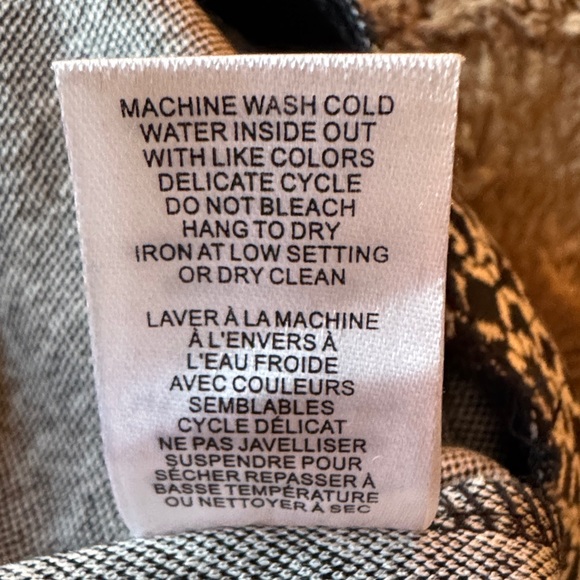 MACHINE WASH COLD
WATER INSIDE OUT
WITH LIKE COLORS
DELICATE CYCLE
DO NOT BLEACH
HANG TO DRY
IRON AT LOW SETTING
OR DRY CLEAN
LAVER À LA MACHINE
À L'ENVERS À
L'EAU FROIDE
AVEC COULEURS
SEMBLABLES
CYCLE DÉLICAT
NE PAS JAVELLISER
SUSPENDRE POUR
SÉCHER REPASSER À
BASSE TEMPÉRATURE
OU NETTOYER À SEC